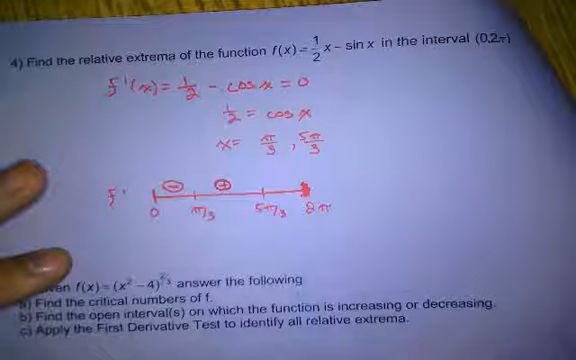 4) Find the relative extrema of the function f(x) = 1/2 x – sin x in the interval (0,2π)
f'(x) = 1/2 - cos x = 0
1/2 = cos x
x = π/3 , 5π/3
⊖ ⊕
f'
0 π/3 5π/3 2π
f(x) = (x² – 4)^(2/3) answer the following
a) Find the critical numbers of f.
b) Find the open interval(s) on which the function is increasing or decreasing.
c) Apply the First Derivative Test to identify all relative extrema.